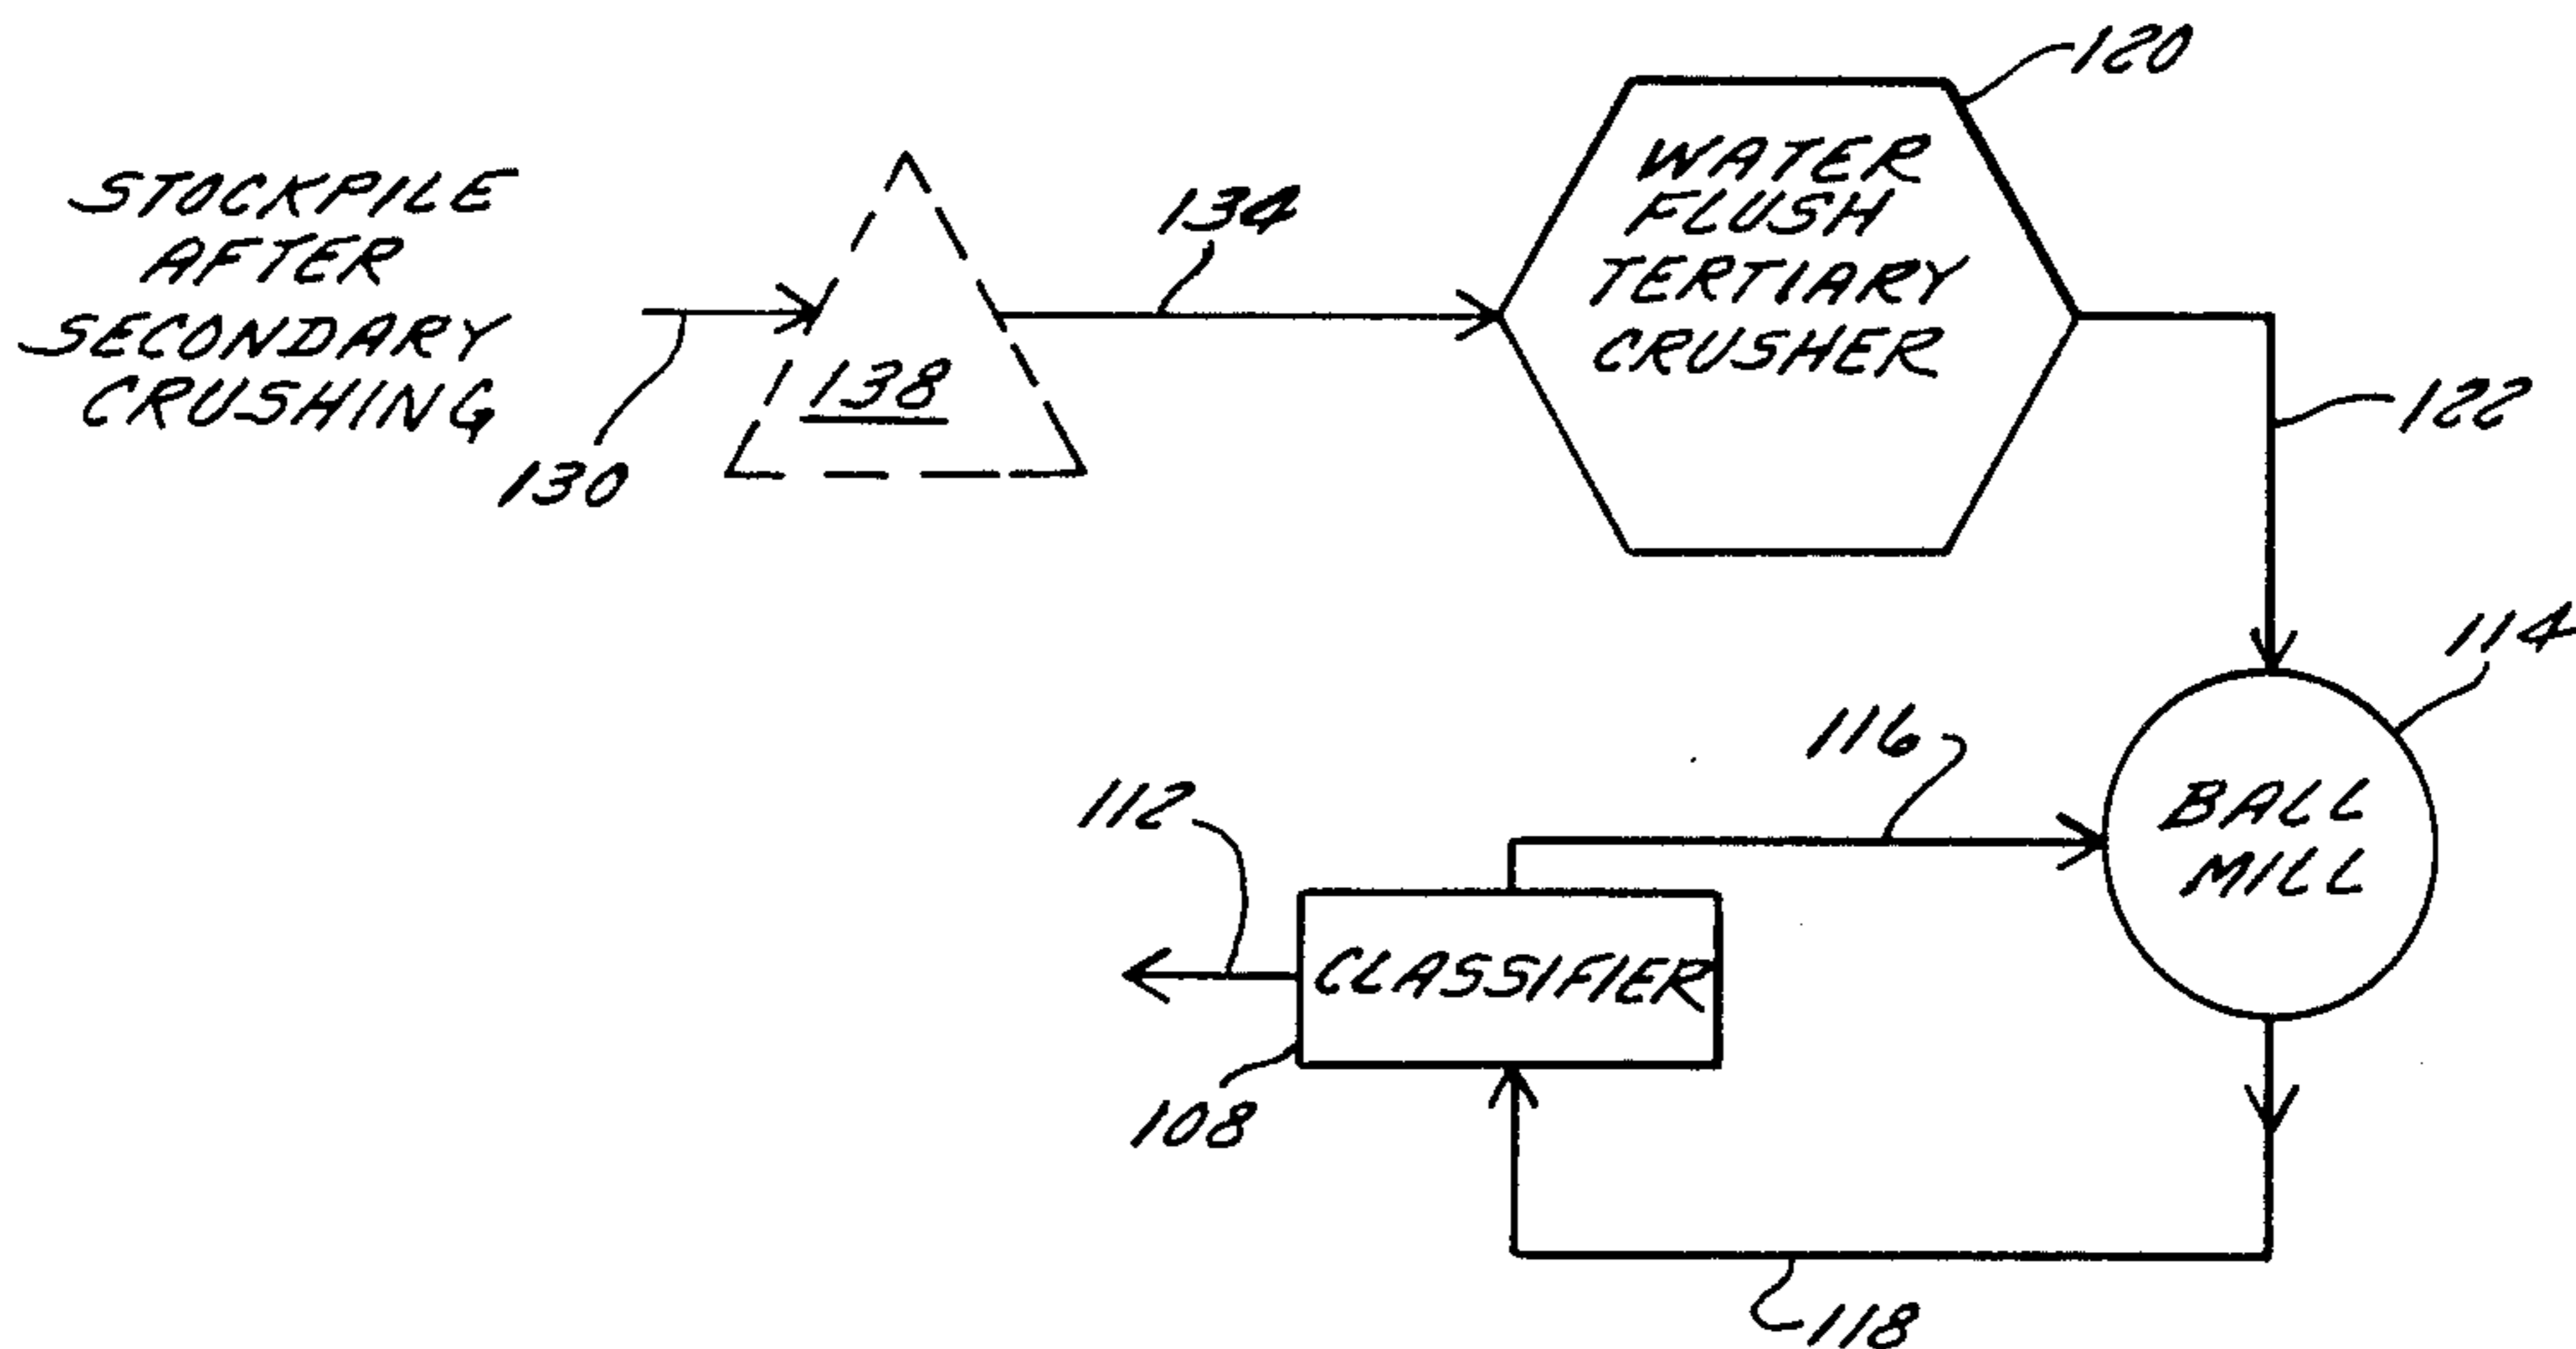 120
STOCKPILE
AFTER
SECONDARY
CRUSHING
130
138
134
WATER
FLUSH
TERTIARY
CRUSHER
122
114
116
BALL
MILL
112
CLASSIFIER
108
118